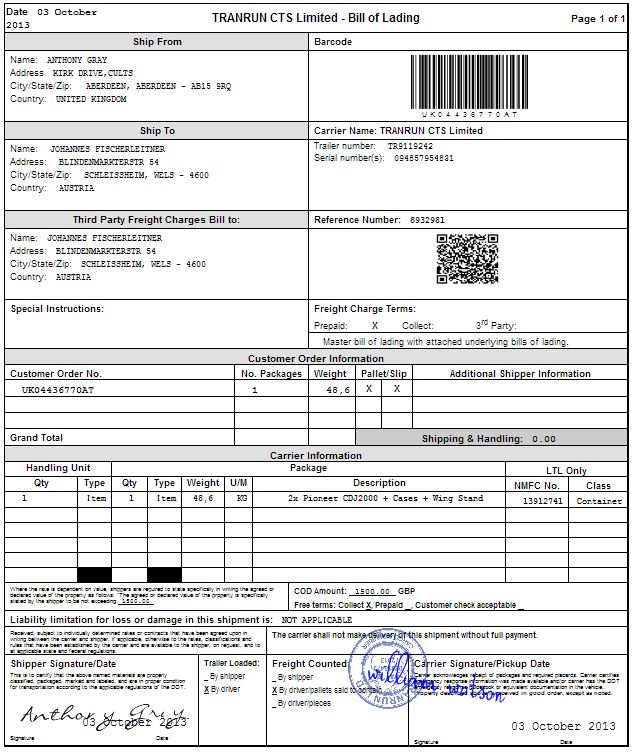 Date 03 October 2013
TRANRUN CTS Limited - Bill of Lading
Page 1 of 1
Ship From
Name: ANTHONY GRAY
Address KIRK DRIVE,CULTS
City/State/Zip: ABERDEEN, ABERDEEN - AB15 9RQ
Country: UNITED KINGDOM
Barcode
UK04436770AT
Ship To
Name: JOHANNES FISCHERLEITNER
Address: BLINDENMARKTERSTR 54
City/State/Zip: SCHLEISSHEIM, WELS - 4600
Country: AUSTRIA
Carrier Name: TRANRUN CTS Limited
Trailer number: TR9119242
Serial number(s): 094857954831
Third Party Freight Charges Bill to:
Name: JOHANNES FISCHERLEITNER
Address: BLINDENMARKTERSTR 54
City/State/Zip: SCHLEISSHEIM, WELS - 4600
Country: AUSTRIA
Reference Number: 8932981
Special Instructions:
Freight Charge Terms:
Prepaid: X Collect: 3rd Party:
Master bill of lading with attached underlying bills of lading.
Customer Order Information
Customer Order No. No. Packages Weight Pallet/Slip Additional Shipper Information
UK04436770AT 1 48,6 X X
Grand Total Shipping & Handling: 0.00
Carrier Information
Handling Unit Package LTL Only
Qty Type Qty Type Weight U/M Description NMFC No. Class
1 Item 1 Item 48,6 KG 2x Pioneer CDJ2000 + Cases + Wing Stand 13912741 Container
Where the rate is dependent on value, shippers are required to state specifically in writing the agreed or
declared value of the property as follows: "The agreed or declared value of the property is specifically
stated by the shipper to be not exceeding 1500.00
COD Amount: 1500.00 GBP
Free terms: Collect X, Prepaid _, Customer check acceptable _
Liability limitation for loss or damage in this shipment is: NOT APPLICABLE
Received, subject to individually determined rates or contracts that have been agreed upon in
writing between the carrier and shipper, if applicable, otherwise to the rates, classifications and
rules that have been established by the carrier and are available to the shipper, on request, and to
all applicable state and federal regulations.
The carrier shall not make delivery of this shipment without full payment.
Shipper Signature/Date
This is to certify that the above named materials are properly
classified, packaged, marked and labeled, and are in proper condition
for transportation according to the applicable regulations of the DOT.
Anthony Gray
03 October 2013
Signature Date
Trailer Loaded:
_ By shipper
X By driver
Freight Counted:
_ By Shipper
X By driver/pallets said to contain
_ By driver/pieces
TRANRUN
william watson
Carrier Signature/Pickup Date
Carrier acknowledges receipt of packages and required placards. Carrier certifies
response information was made available and/or carrier has the DOT
or equivalent documentation in the vehicle.
Property received in good order, except as noted.
03 October 2013
Signature Date